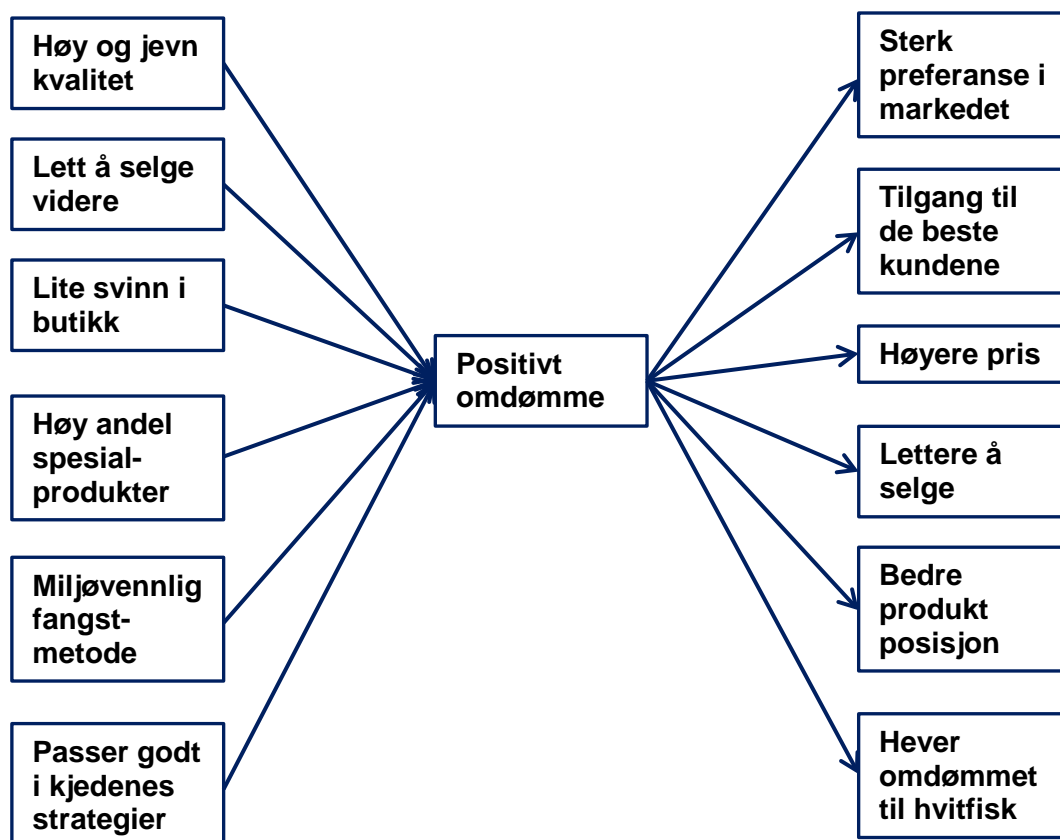 Høy og jevn
kvalitet
Lett å selge
videre
Lite svinn i
butikk
Høy andel
spesial-
produkter
Miljøvennlig
fangst-
metode
Passer godt
i kjedenes
strategier
Positivt
omdømme
Sterk
preferanse i
markedet
Tilgang til
de beste
kundene
Høyere pris
Lettere å
selge
Bedre
produkt
posisjon
Hever
omdømmet
til hvitfisk